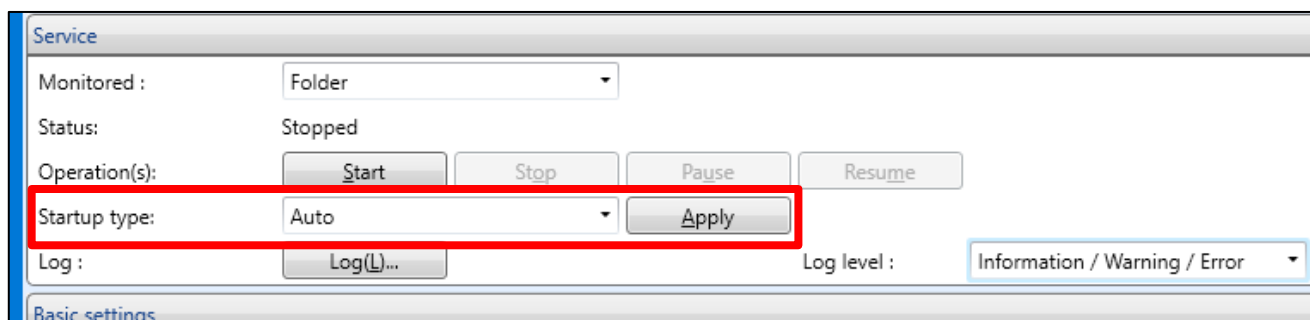 Service
Monitored : Folder
Status: Stopped
Operation(s): Start Stop Pause Resume
Startup type: Auto Apply
Log : Log(L)... Log level : Information / Warning / Error
Basic settings